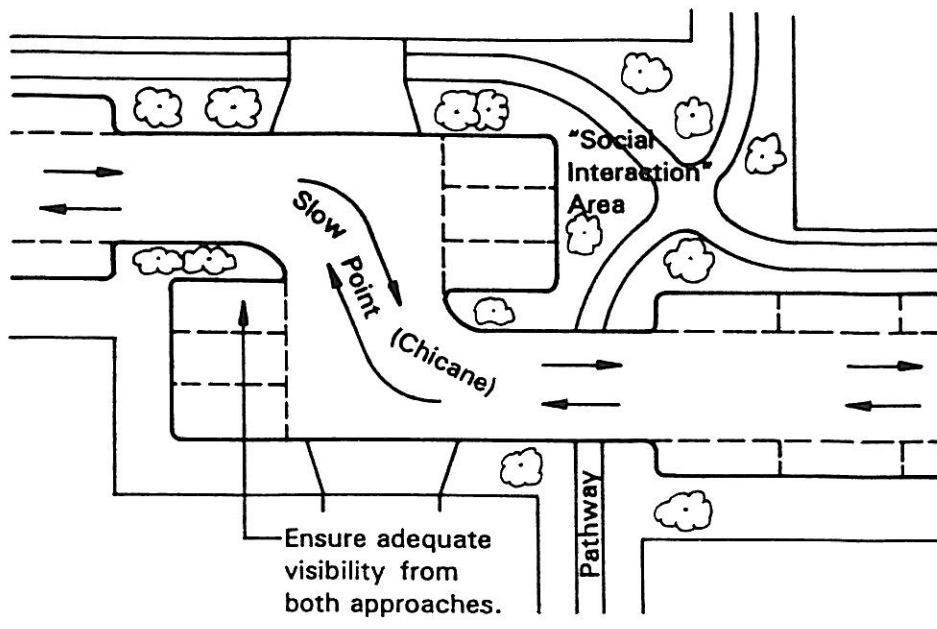 "Social
Interaction"
Area
Slow
Point (Chicane)
Ensure adequate
visibility from
both approaches.
Pathway